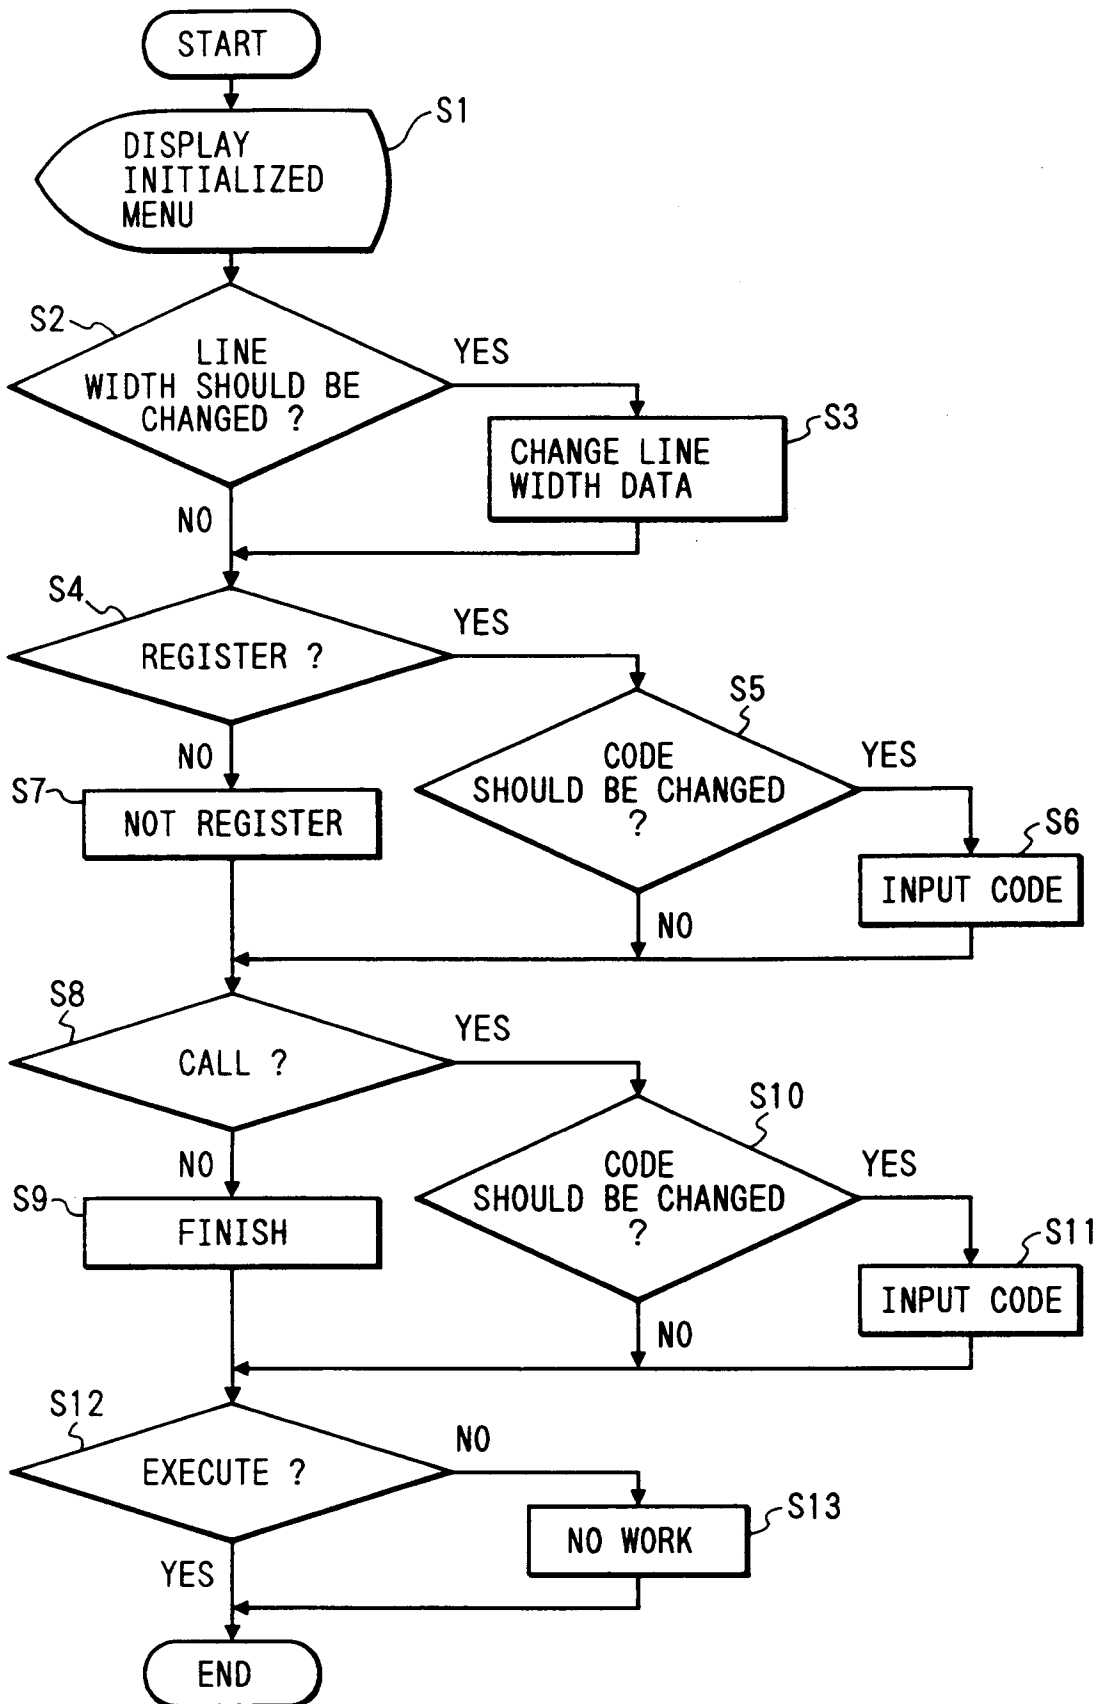 START
S1
DISPLAY
INITIALIZED
MENU
S2
LINE
WIDTH SHOULD BE
CHANGED ?
YES
S3
CHANGE LINE
WIDTH DATA
NO
S4
REGISTER ?
YES
S5
CODE
SHOULD BE CHANGED
?
YES
NO
S7
NOT REGISTER
S6
INPUT CODE
NO
S8
CALL ?
YES
S10
CODE
SHOULD BE CHANGED
?
YES
NO
S9
FINISH
S11
INPUT CODE
NO
S12
EXECUTE ?
NO
S13
NO WORK
YES
END